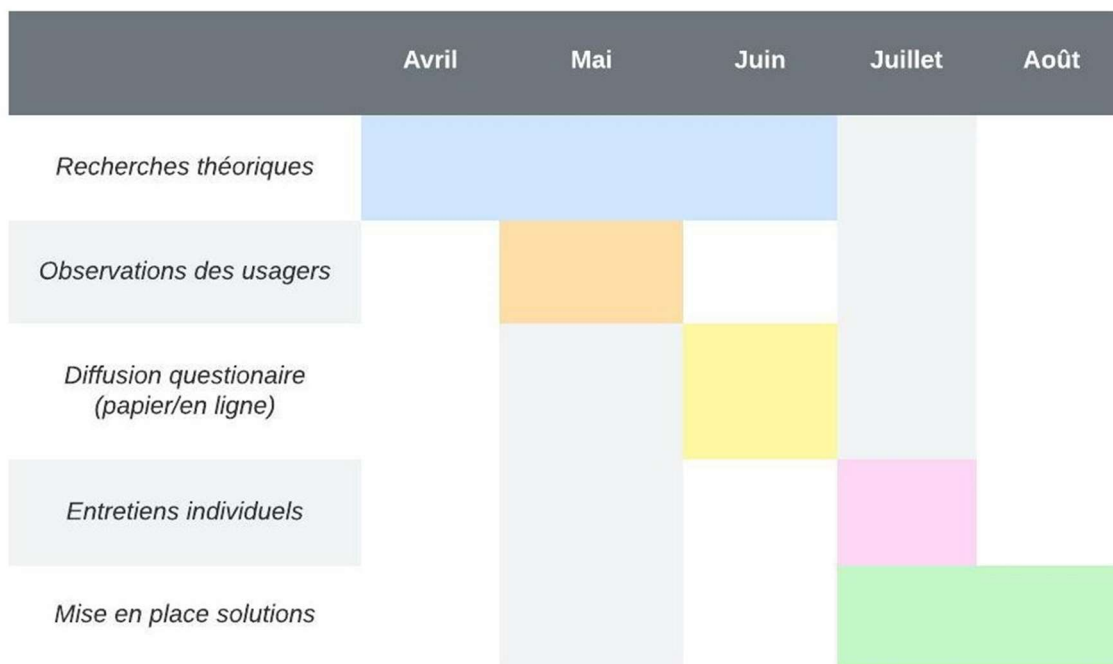 Avril Mai Juin Juillet Août
Recherches théoriques
Observations des usagers
Diffusion questionaire
(papier/en ligne)
Entretiens individuels
Mise en place solutions